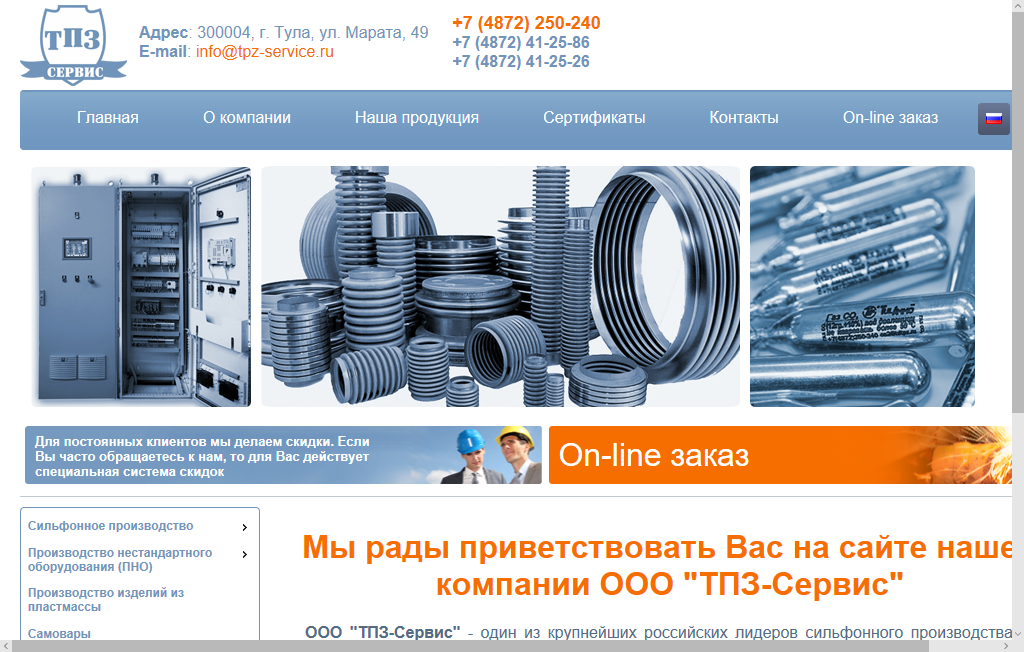 ТПЗ
СЕРВИС
Адрес: 300004, г. Тула, ул. Марата, 49
E-mail: info@tpz-service.ru
+7 (4872) 250-240
+7 (4872) 41-25-86
+7 (4872) 41-25-26
Главная О компании Наша продукция Сертификаты Контакты On-line заказ
Газ CO₂
Для постоянных клиентов мы делаем скидки. Если
Вы часто обращаетесь к нам, то для Вас действует
специальная система скидок
On-line заказ
Сильфонное производство
Производство нестандартного
оборудования (ПНО)
Производство изделий из
пластмассы
Самовары
Мы рады приветствовать Вас на сайте наше
компании ООО "ТПЗ-Сервис"
ООО "ТПЗ-Сервис" - один из крупнейших российских лидеров сильфонного производства